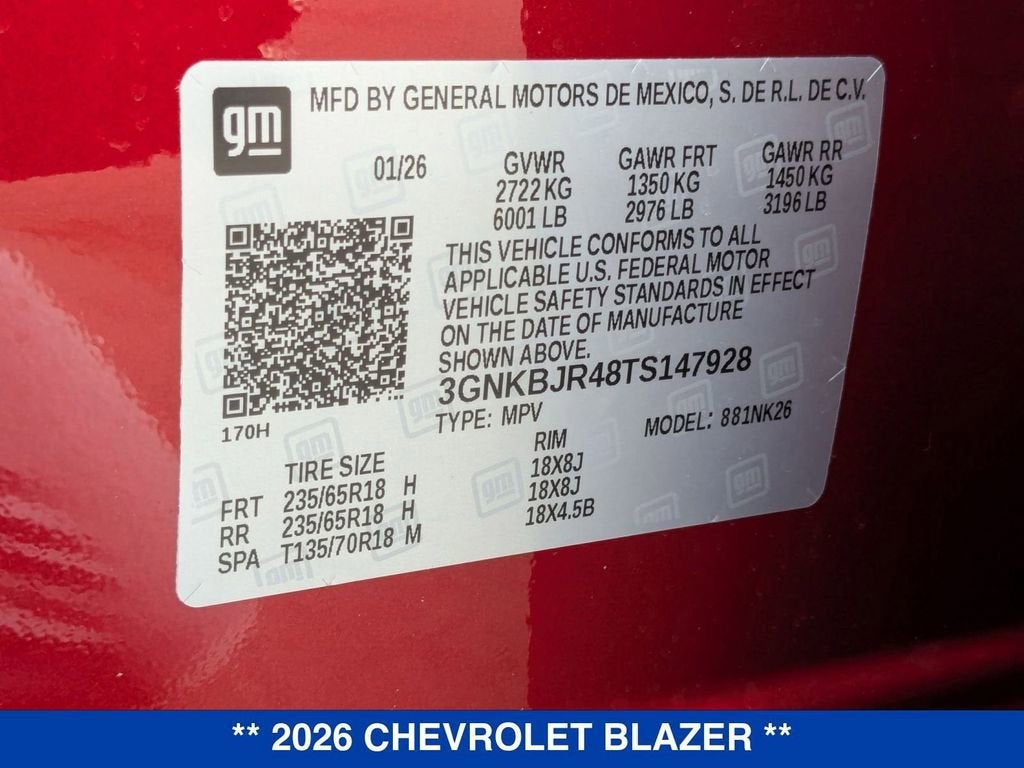 gm
MFD BY GENERAL MOTORS DE MEXICO, S. DE R.L. DE C.V.
01/26 GVWR GAWR FRT GAWR RR
2722 KG 1350 KG 1450 KG
6001 LB 2976 LB 3196 LB
THIS VEHICLE CONFORMS TO ALL
APPLICABLE U.S. FEDERAL MOTOR
VEHICLE SAFETY STANDARDS IN EFFECT
ON THE DATE OF MANUFACTURE
SHOWN ABOVE.
3GNKBJR48TS147928
170H
TYPE: MPV MODEL: 881NK26
TIRE SIZE RIM
FRT 235/65R18 H 18X8J
RR 235/65R18 H 18X8J
SPA T135/70R18 M 18X4.5B
** 2026 CHEVROLET BLAZER **